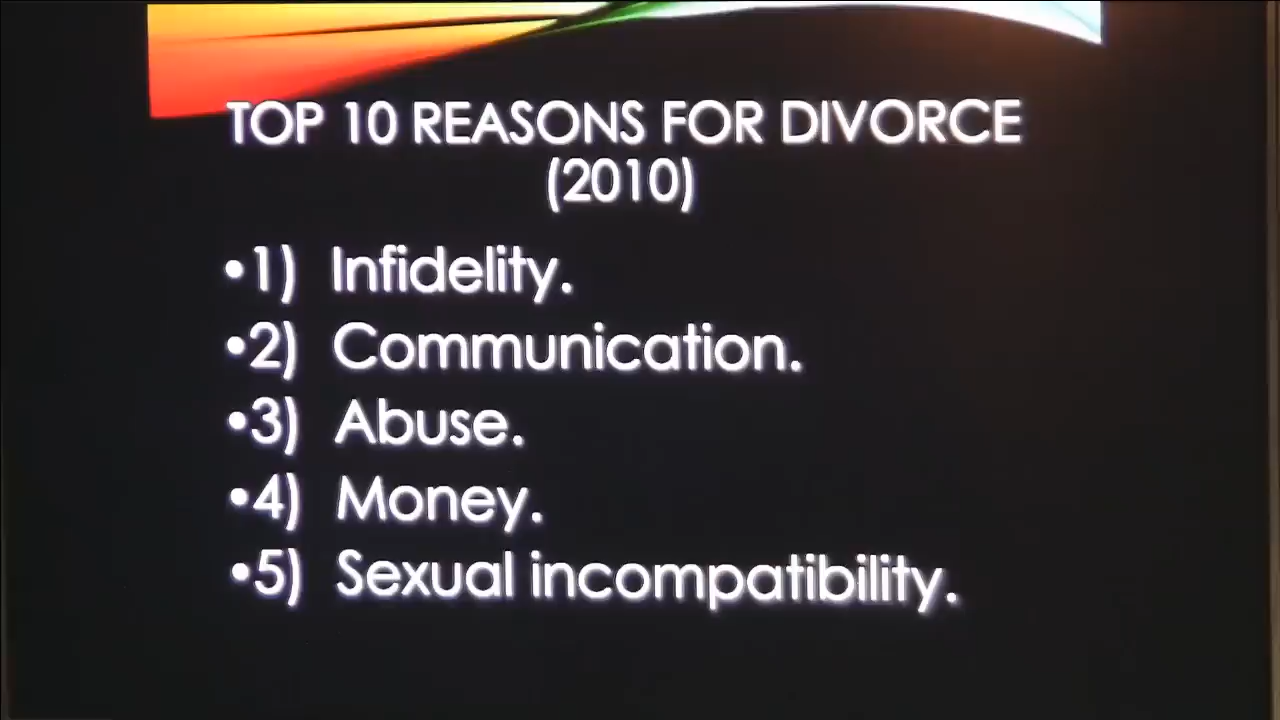 TOP 10 REASONS FOR DIVORCE
(2010)
•1) Infidelity.
•2) Communication.
•3) Abuse.
•4) Money.
•5) Sexual incompatibility.